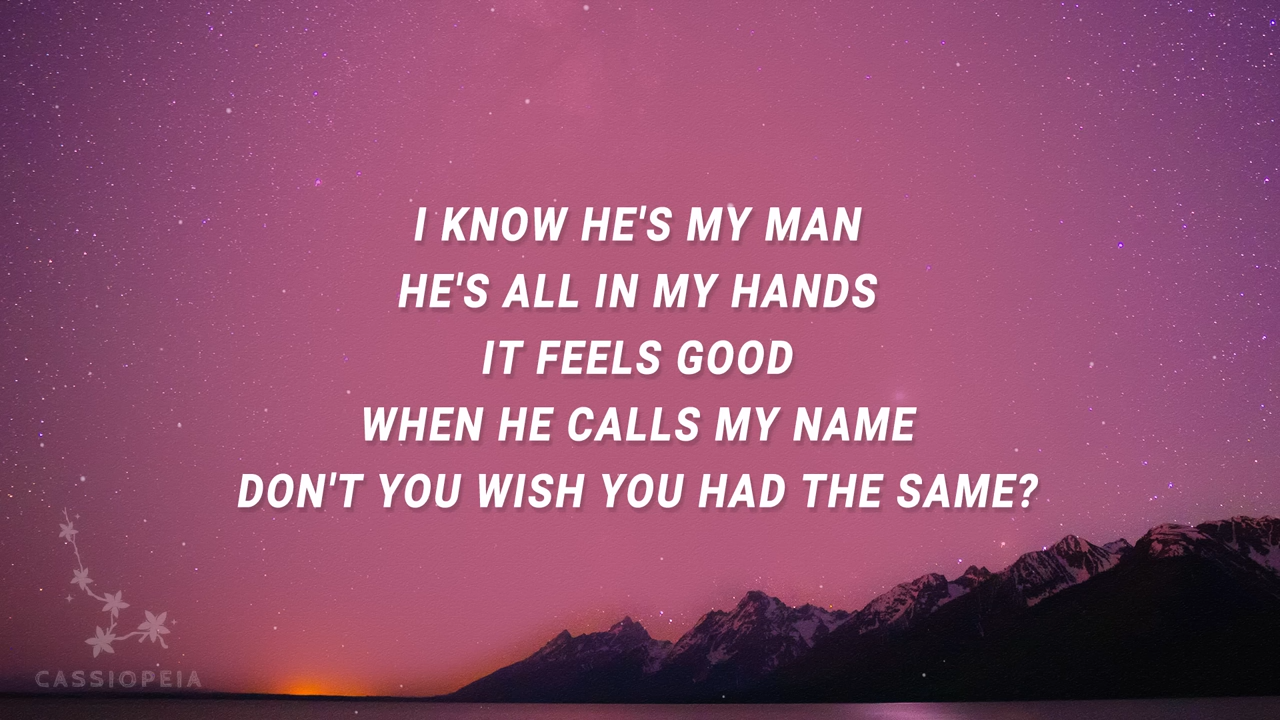 I KNOW HE'S MY MAN
HE'S ALL IN MY HANDS
IT FEELS GOOD
WHEN HE CALLS MY NAME
DON'T YOU WISH YOU HAD THE SAME?
CASSIOPEIA